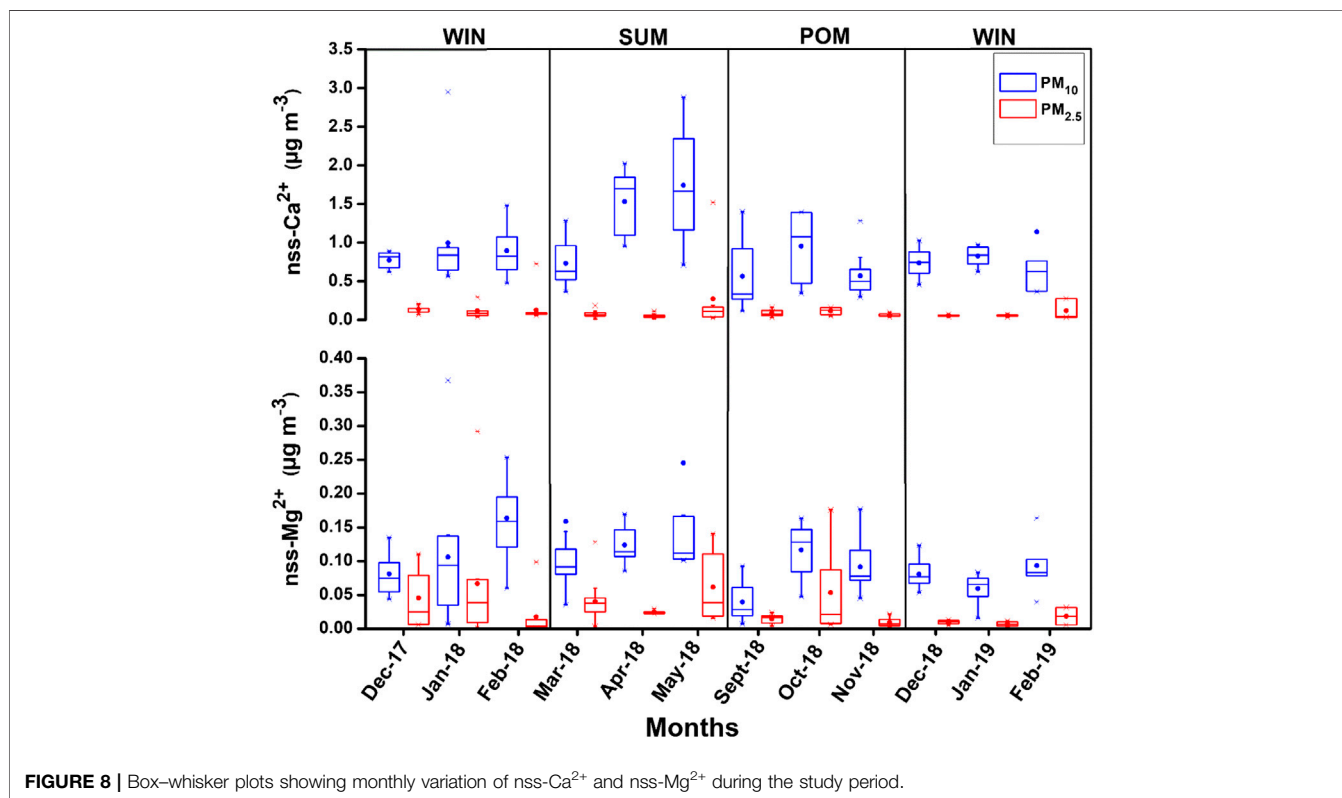 WIN SUM POM WIN
PM10
PM2.5
nss-Ca2+ (µg m-3)
3.5
3.0
2.5
2.0
1.5
1.0
0.5
0.0
nss-Mg2+ (µg m-3)
0.40
0.35
0.30
0.25
0.20
0.15
0.10
0.05
0.00
Dec-17 Jan-18 Feb-18 Mar-18 Apr-18 May-18 Sept-18 Oct-18 Nov-18 Dec-18 Jan-19 Feb-19
Months
FIGURE 8 | Box–whisker plots showing monthly variation of nss-Ca2+ and nss-Mg2+ during the study period.